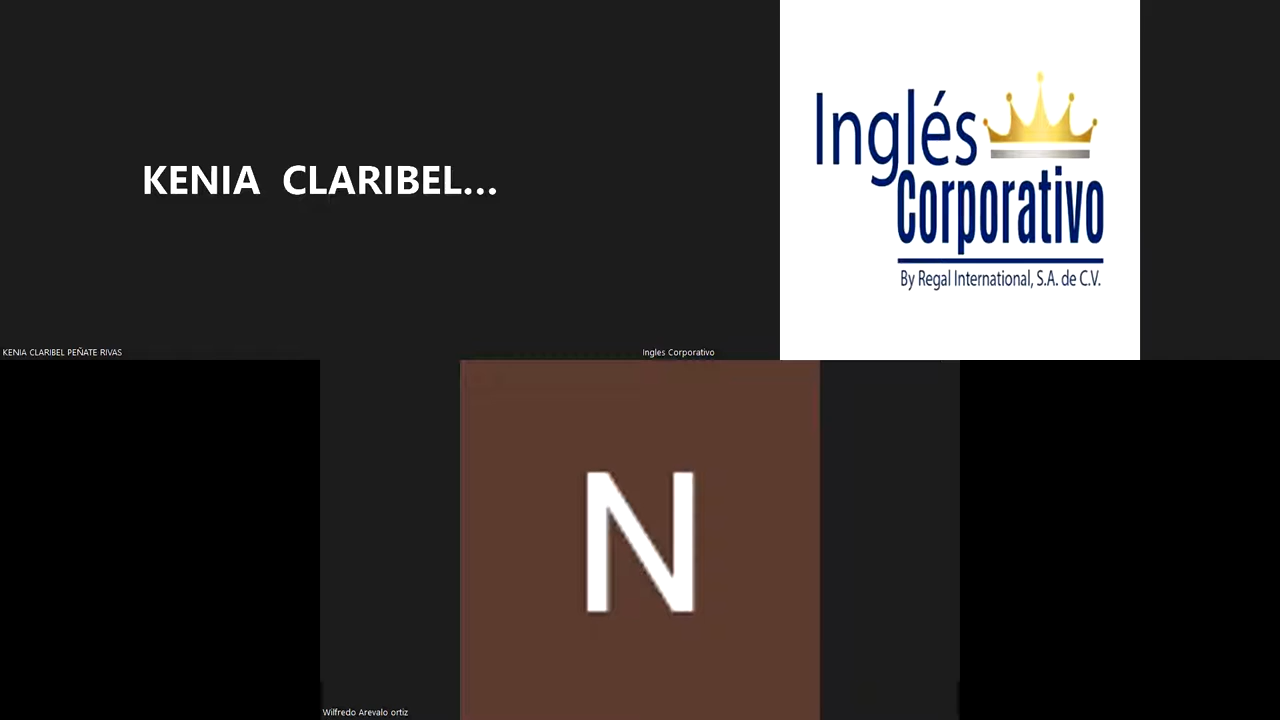 KENIA  CLARIBEL...
Inglés
Corporativo
By Regal International, S.A. de C.V.
KENIA CLARIBEL PEÑATE RIVAS
Ingles Corporativo
N
Wilfredo Arevalo ortiz